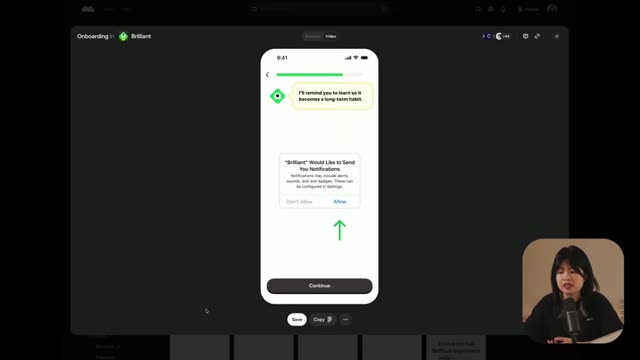 Onboarding in Brilliant
Video
9:41
I'll remind you to learn so it
becomes a long-term habit.
"Brilliant" Would Like to Send
You Notifications
Notifications may include alerts,
sounds, and icon badges. These can
be configured in Settings.
Don't Allow
Allow
Continue
Save
Copy